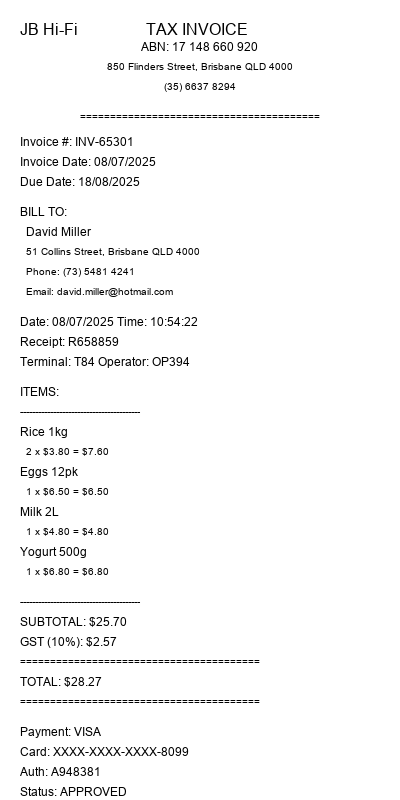 JB Hi-Fi TAX INVOICE
ABN: 17 148 660 920
850 Flinders Street, Brisbane QLD 4000
(35) 6637 8294
========================================
Invoice #: INV-65301
Invoice Date: 08/07/2025
Due Date: 18/08/2025
BILL TO:
David Miller
51 Collins Street, Brisbane QLD 4000
Phone: (73) 5481 4241
Email: david.miller@hotmail.com
Date: 08/07/2025 Time: 10:54:22
Receipt: R658859
Terminal: T84 Operator: OP394
ITEMS:
----------------------------------------
Rice 1kg
2 x $3.80 = $7.60
Eggs 12pk
1 x $6.50 = $6.50
Milk 2L
1 x $4.80 = $4.80
Yogurt 500g
1 x $6.80 = $6.80
----------------------------------------
SUBTOTAL: $25.70
GST (10%): $2.57
========================================
TOTAL: $28.27
========================================
Payment: VISA
Card: XXXX-XXXX-XXXX-8099
Auth: A948381
Status: APPROVED